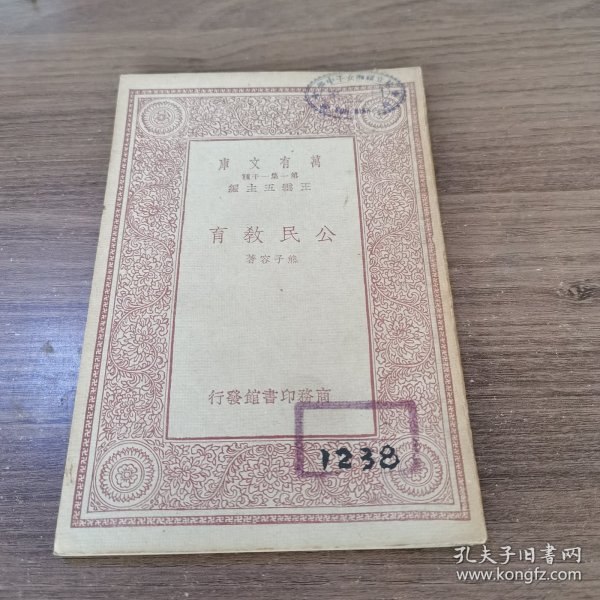 萬有文庫
第一集一千種
王雲五主編
公民教育
熊子容著
商務印書館發行
1238
孔夫子旧书网
www.kongfz.com